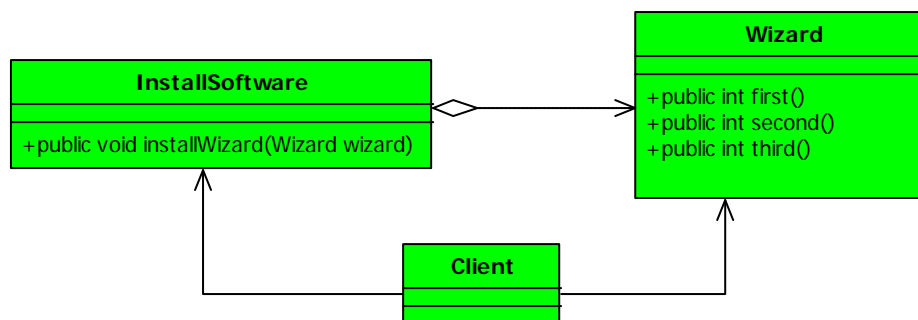 InstallSoftware
+public void installWizard(Wizard wizard)
Wizard
+public int first()
+public int second()
+public int third()
Client